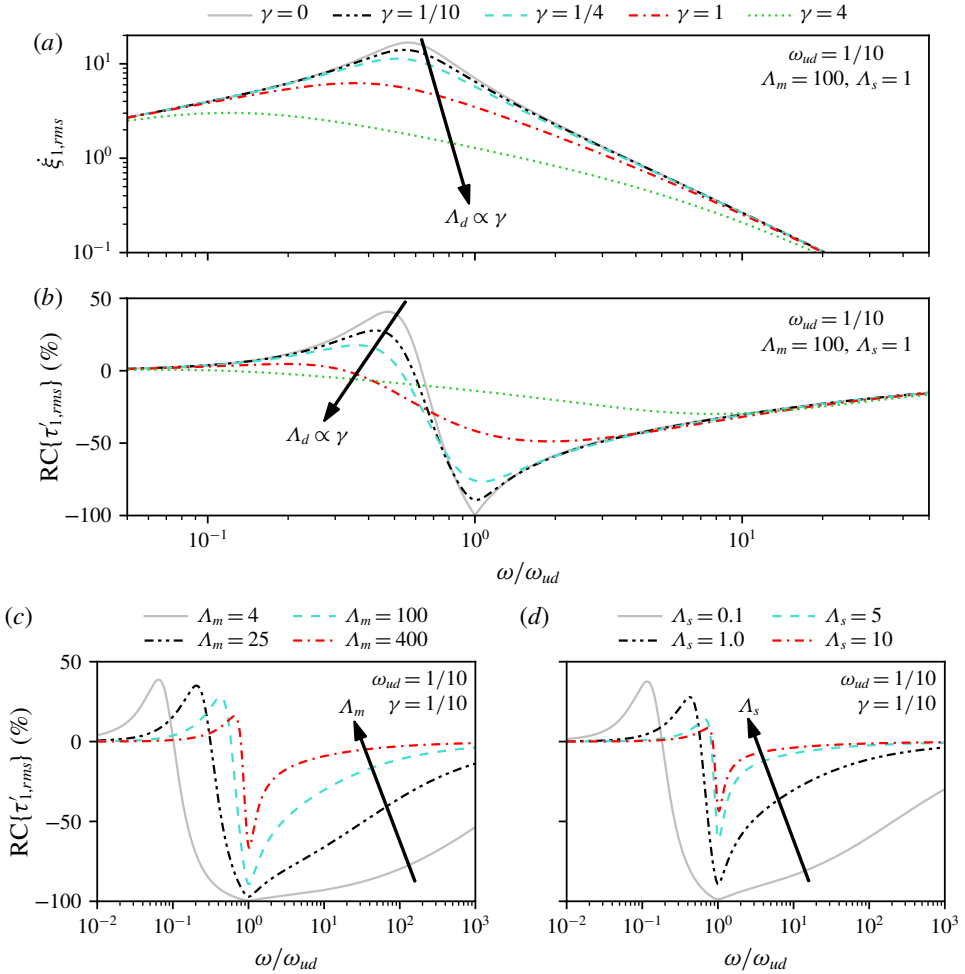 γ = 0 γ = 1/10 γ = 1/4 γ = 1 γ = 4
(a)
ω_ud = 1/10
Λ_m = 100, Λ_s = 1
10^1
10^0
10^−1
ξ̇_1,rms
Λ_d ∝ γ
(b)
ω_ud = 1/10
Λ_m = 100, Λ_s = 1
50
0
−50
−100
RC{τ′_1,rms} (%)
Λ_d ∝ γ
10^−1 10^0 10^1
ω/ω_ud
(c)
Λ_m = 4 Λ_m = 100
Λ_m = 25 Λ_m = 400
ω_ud = 1/10
γ = 1/10
Λ_m
50
0
−50
−100
RC{τ′_1,rms} (%)
10^−2 10^−1 10^0 10^1 10^2 10^3
ω/ω_ud
(d)
Λ_s = 0.1 Λ_s = 5
Λ_s = 1.0 Λ_s = 10
ω_ud = 1/10
γ = 1/10
Λ_s
50
0
−50
−100
10^−2 10^−1 10^0 10^1 10^2 10^3
ω/ω_ud